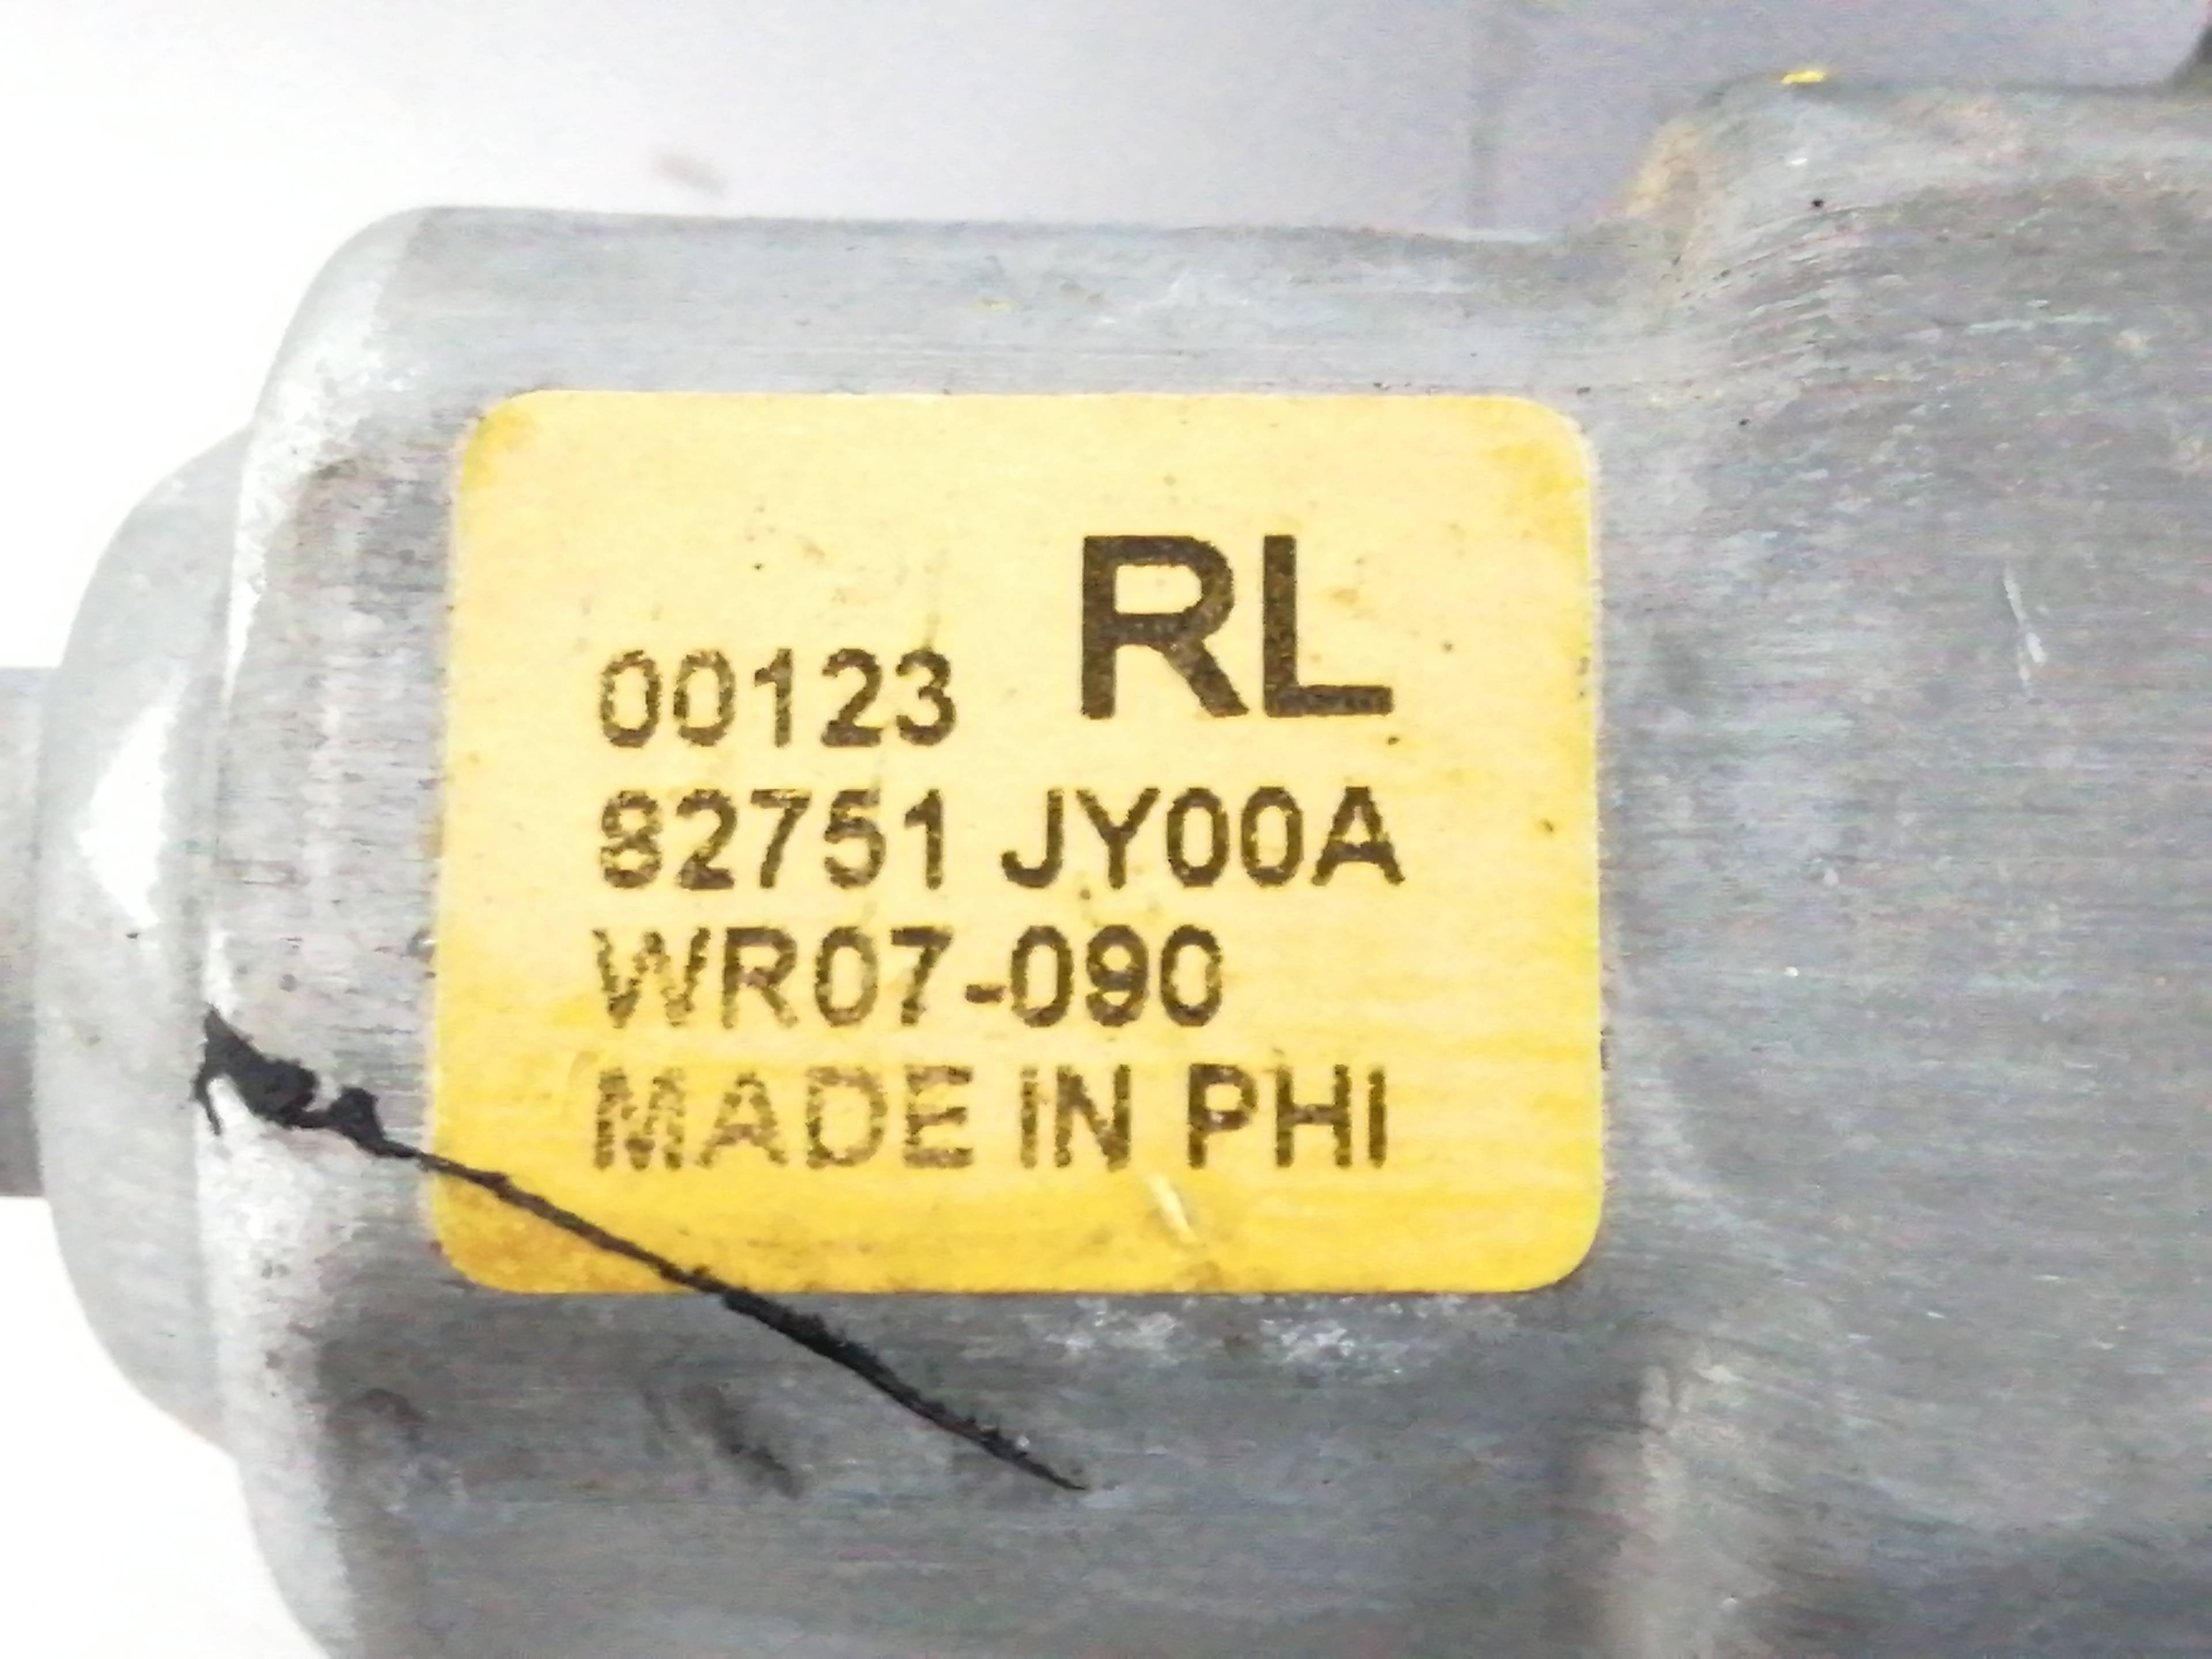 RL
00123
82751 JY00A
WR07-090
MADE IN PHI